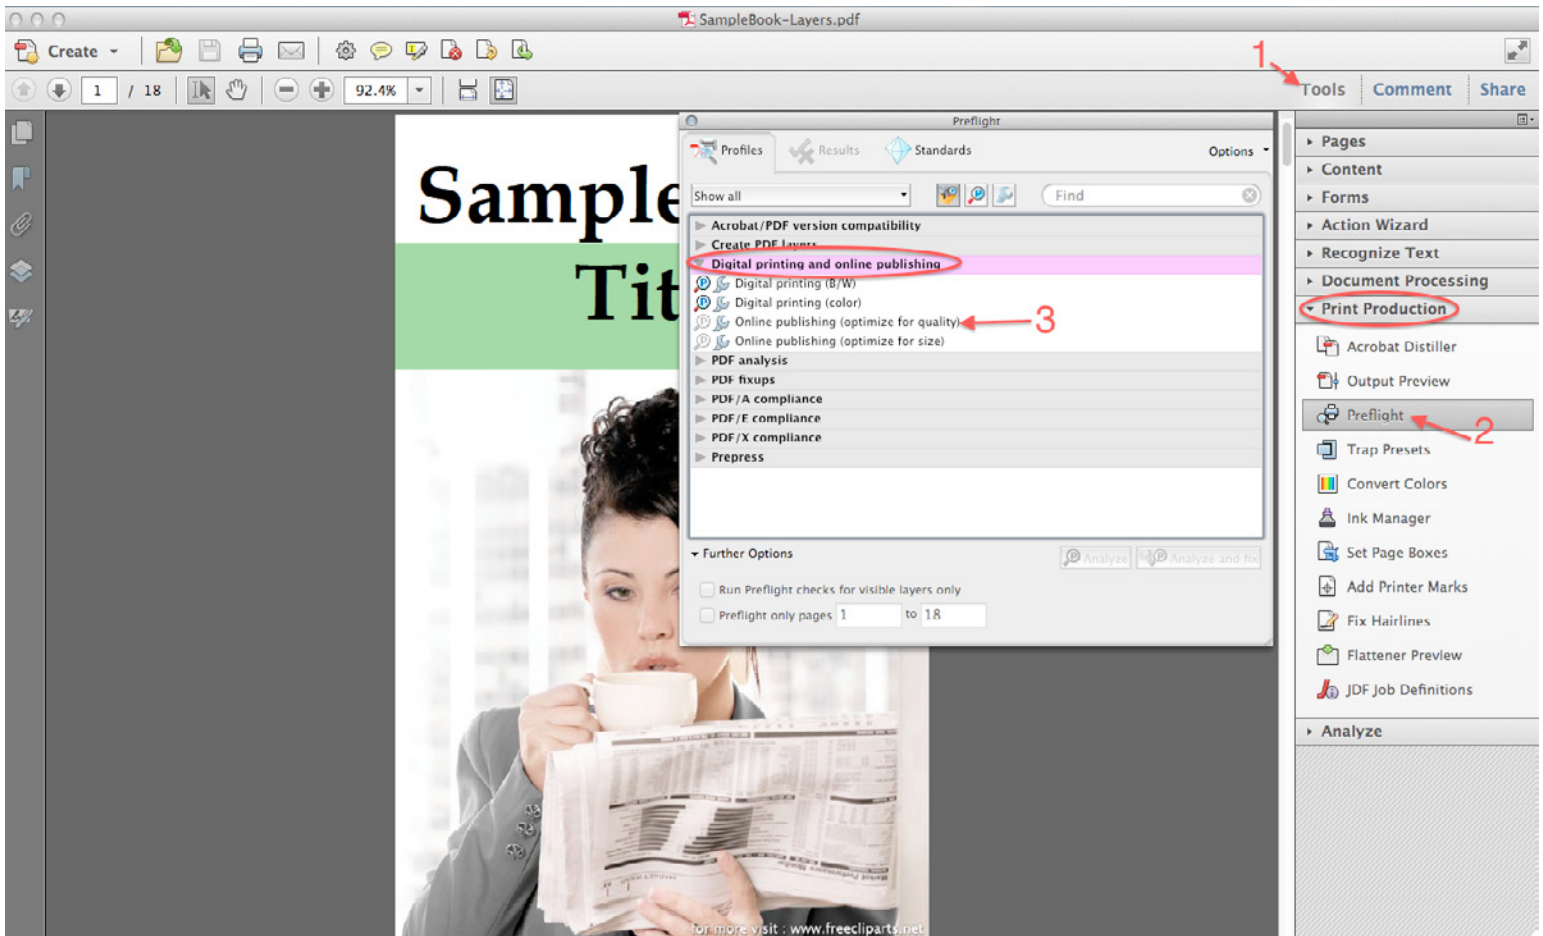 SampleBook-Layers.pdf
Create
1 / 18
92.4%
1
Tools
Comment
Share
Sample
Tit
Preflight
Profiles
Results
Standards
Options
Show all
Find
Acrobat/PDF version compatibility
Create PDF layers
Digital printing and online publishing
Digital printing (B/W)
Digital printing (color)
Online publishing (optimize for quality)
3
Online publishing (optimize for size)
PDF analysis
PDF fixups
PDF/A compliance
PDF/E compliance
PDF/X compliance
Prepress
Further Options
Analyze
Analyze and fix
Run Preflight checks for visible layers only
Preflight only pages 1 to 18
Pages
Content
Forms
Action Wizard
Recognize Text
Document Processing
Print Production
Acrobat Distiller
Output Preview
Preflight
2
Trap Presets
Convert Colors
Ink Manager
Set Page Boxes
Add Printer Marks
Fix Hairlines
Flattener Preview
JDF Job Definitions
Analyze
for more visit : www.freecliparts.net